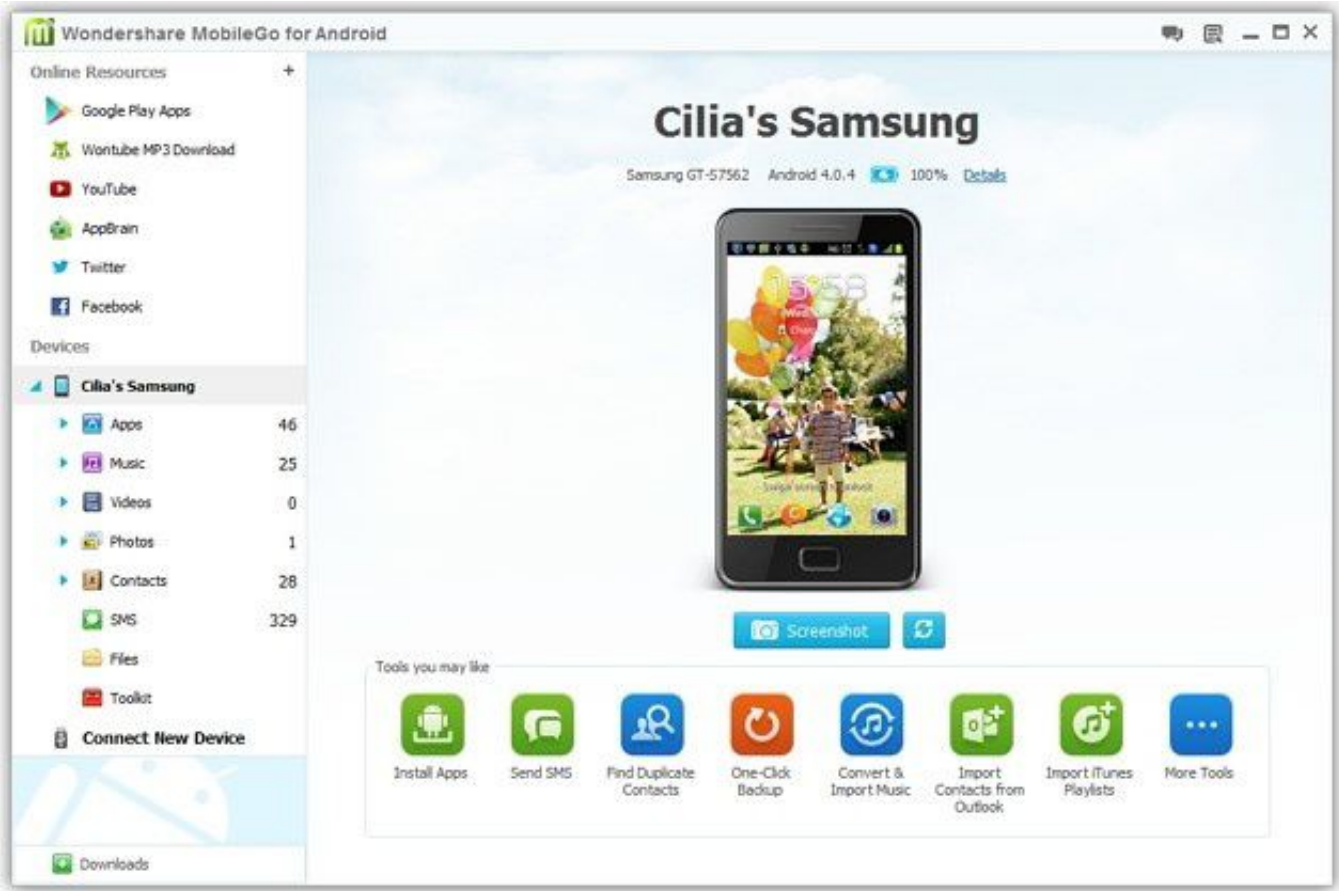 Wondershare MobileGo for Android
Online Resources +
Google Play Apps
Wontube MP3 Download
YouTube
AppBrain
Twitter
Facebook
Devices
Cilia's Samsung
Apps 46
Music 25
Videos 0
Photos 1
Contacts 28
SMS 329
Files
Toolkit
Connect New Device
Downloads
Cilia's Samsung
Samsung GT-S7562 Android 4.0.4 100% Details
15:58
Screenshot
Tools you may like
Install Apps
Send SMS
Find Duplicate
Contacts
One-Click
Backup
Convert &
Import Music
Import
Contacts from
Outlook
Import iTunes
Playlists
More Tools